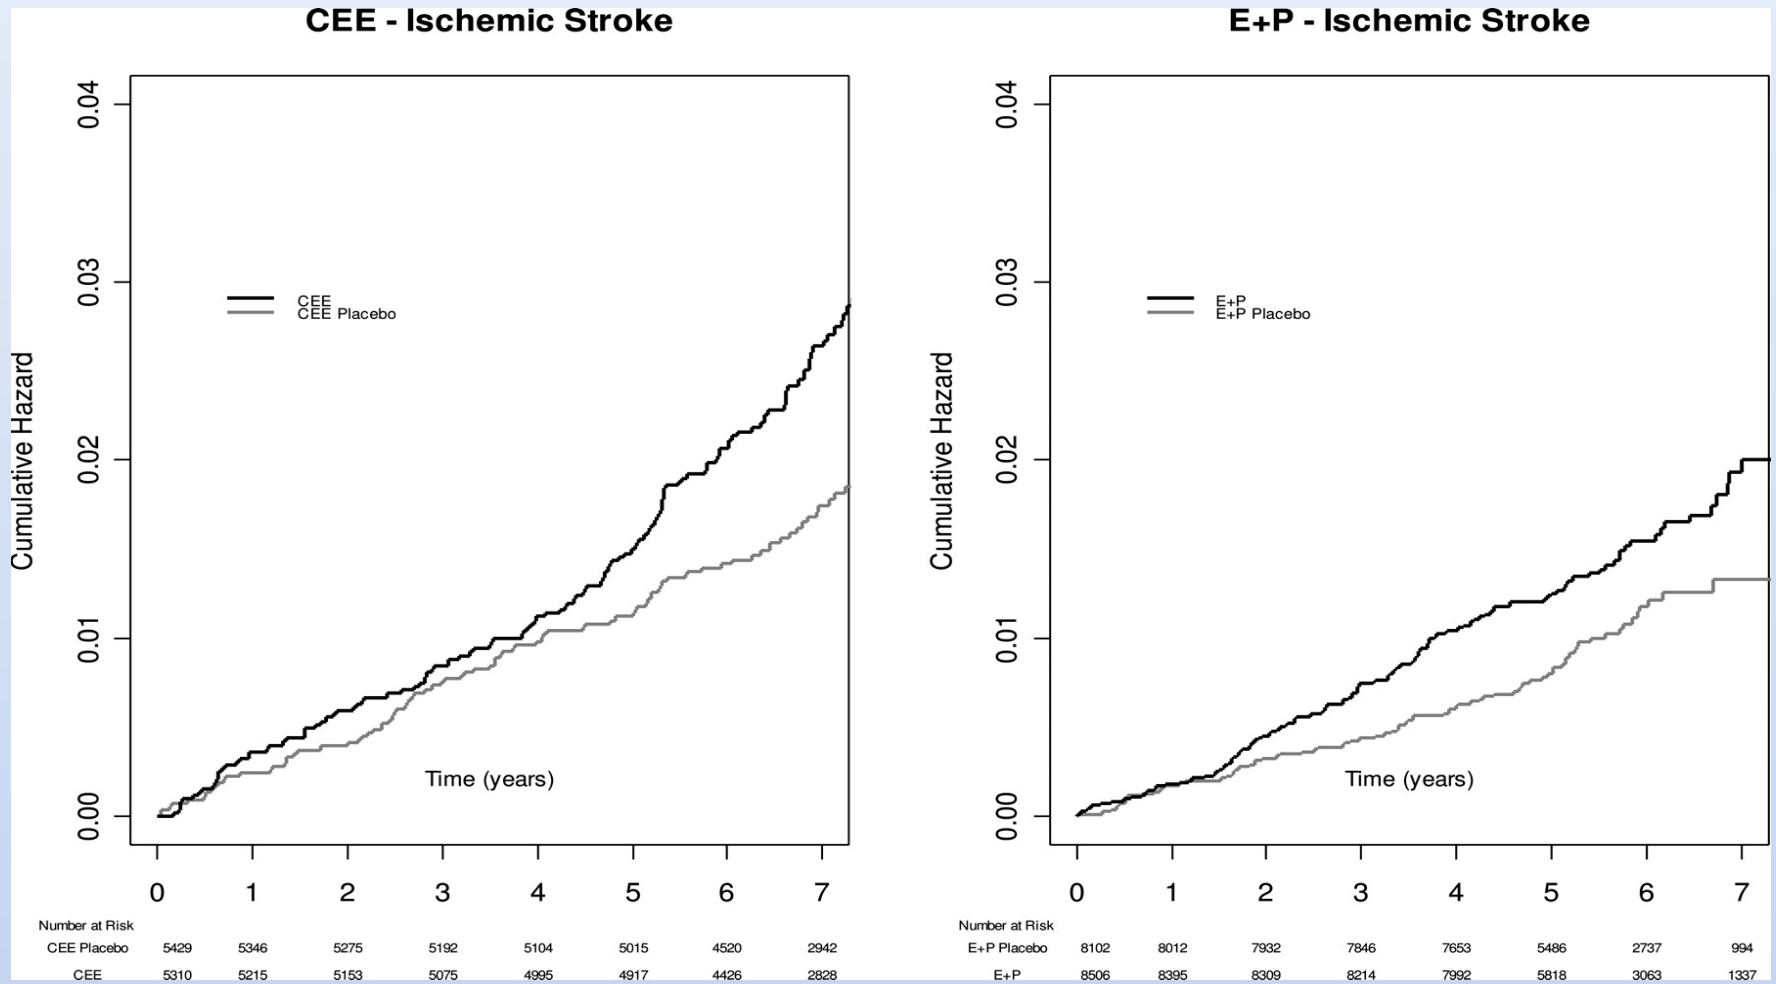 CEE - Ischemic Stroke
0.04
0.03
0.02
0.01
0.00
Cumulative Hazard
CEE
CEE Placebo
Time (years)
0 1 2 3 4 5 6 7
Number at Risk
CEE Placebo 5429 5346 5275 5192 5104 5015 4520 2942
CEE 5310 5215 5153 5075 4995 4917 4426 2828
E+P - Ischemic Stroke
0.04
0.03
0.02
0.01
0.00
Cumulative Hazard
E+P
E+P Placebo
Time (years)
0 1 2 3 4 5 6 7
Number at Risk
E+P Placebo 8102 8012 7932 7846 7653 5486 2737 994
E+P 8506 8395 8309 8214 7992 5818 3063 1337